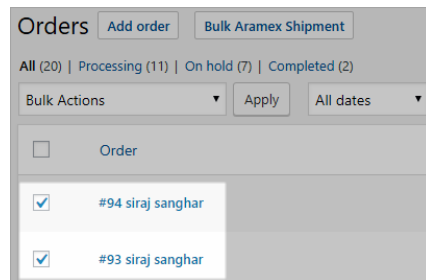 Orders Add order Bulk Aramex Shipment
All (20) | Processing (11) | On hold (7) | Completed (2)
Bulk Actions Apply All dates
Order
#94 siraj sanghar
#93 siraj sanghar